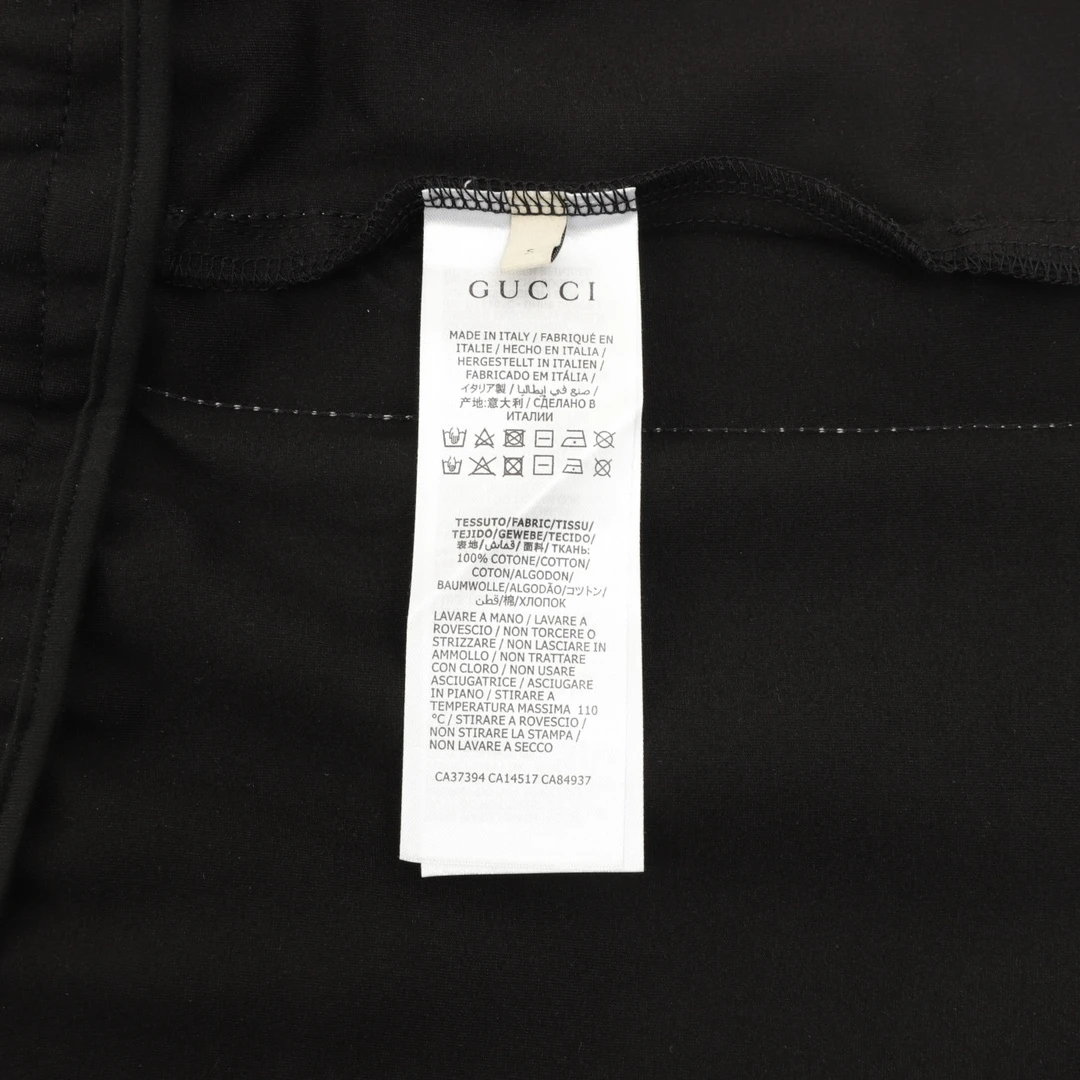 S
GUCCI
MADE IN ITALY / FABRIQUÉ EN
ITALIE / HECHO EN ITALIA /
HERGESTELLT IN ITALIEN /
FABRICADO EM ITÁLIA /
イタリア製 / صنع في إيطاليا /
产地:意大利 / СДЕЛАНО В
ИТАЛИИ
TESSUTO/FABRIC/TISSU/
TEJIDO/GEWEBE/TECIDO/
表地/قماش/面料/ТКАНЬ:
100% COTONE/COTTON/
COTON/ALGODON/
BAUMWOLLE/ALGODÃO/コットン/
قطن/棉/ХЛОПОК
LAVARE A MANO / LAVARE A
ROVESCIO / NON TORCERE O
STRIZZARE / NON LASCIARE IN
AMMOLLO / NON TRATTARE
CON CLORO / NON USARE
ASCIUGATRICE / ASCIUGARE
IN PIANO / STIRARE A
TEMPERATURA MASSIMA 110
°C / STIRARE A ROVESCIO /
NON STIRARE LA STAMPA /
NON LAVARE A SECCO
CA37394 CA14517 CA84937